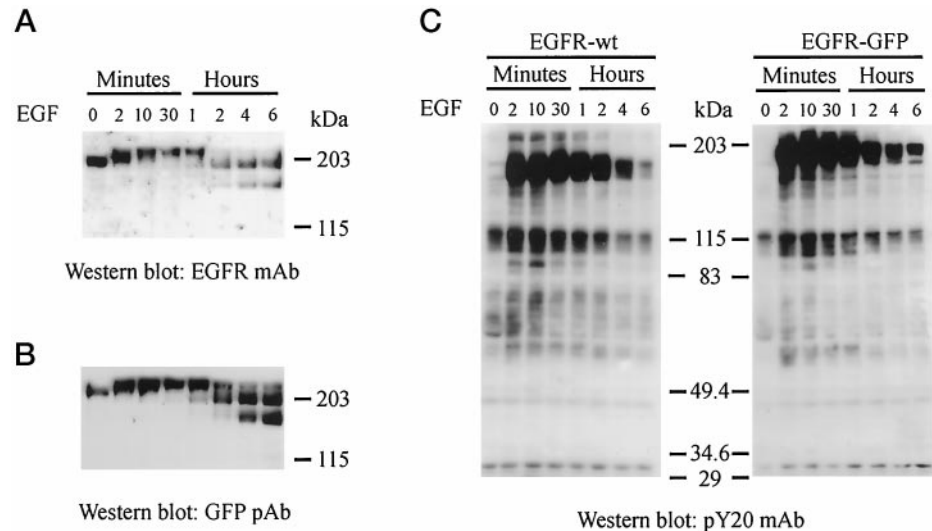 A
Minutes Hours
EGF 0 2 10 30 1 2 4 6 kDa
203
115
Western blot: EGFR mAb
B
203
115
Western blot: GFP pAb
C
EGFR-wt EGFR-GFP
Minutes Hours Minutes Hours
EGF 0 2 10 30 1 2 4 6 kDa 0 2 10 30 1 2 4 6
203
115
83
49.4
34.6
29
Western blot: pY20 mAb